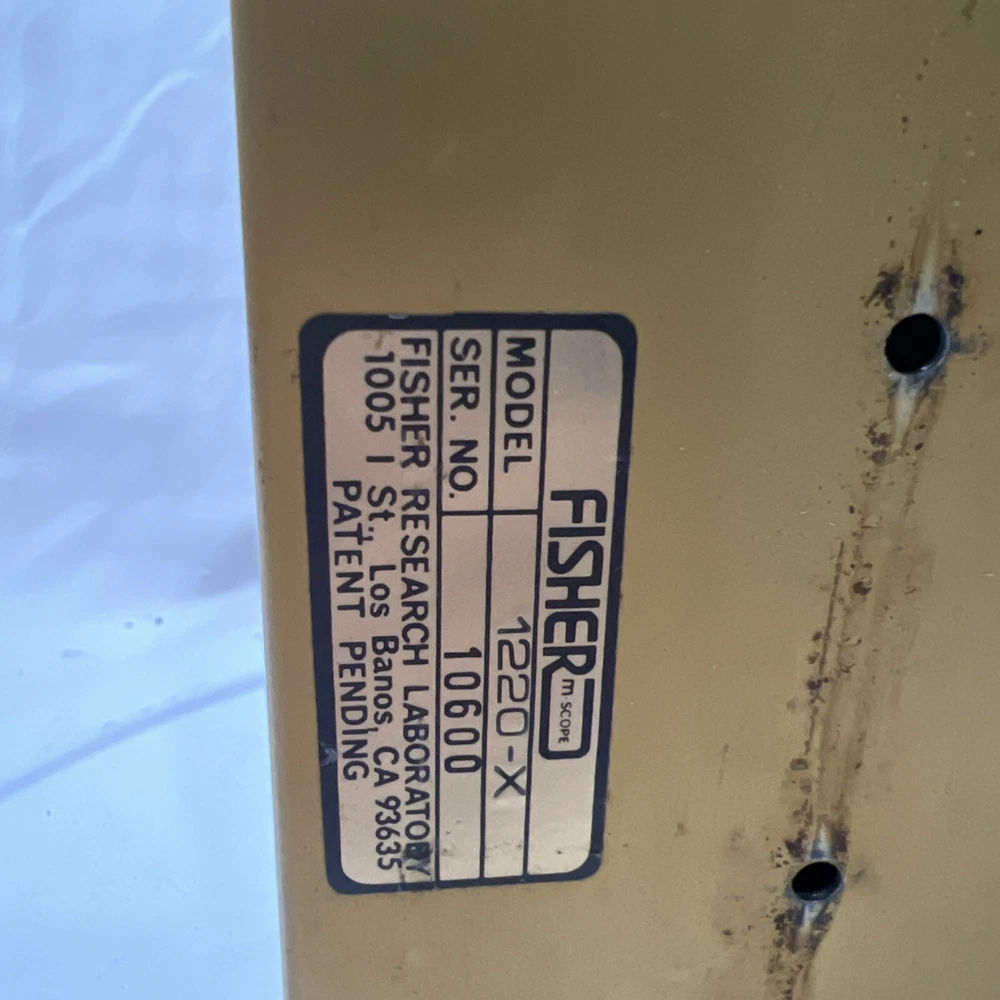 FISHER m-SCOPE
MODEL 1220-X
SER. NO. 10600
FISHER RESEARCH LABORATORY
1005 I St., Los Banos, CA 93635
PATENT PENDING